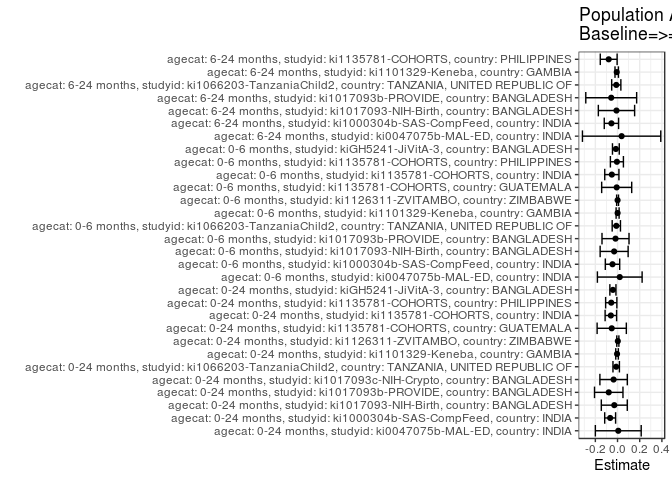 Population
Baseline=>=
agecat: 6-24 months, studyid: ki1135781-COHORTS, country: PHILIPPINES
agecat: 6-24 months, studyid: ki1101329-Keneba, country: GAMBIA
agecat: 6-24 months, studyid: ki1066203-TanzaniaChild2, country: TANZANIA, UNITED REPUBLIC OF
agecat: 6-24 months, studyid: ki1017093b-PROVIDE, country: BANGLADESH
agecat: 6-24 months, studyid: ki1017093-NIH-Birth, country: BANGLADESH
agecat: 6-24 months, studyid: ki1000304b-SAS-CompFeed, country: INDIA
agecat: 6-24 months, studyid: ki0047075b-MAL-ED, country: INDIA
agecat: 0-6 months, studyid: kiGH5241-JiVitA-3, country: BANGLADESH
agecat: 0-6 months, studyid: ki1135781-COHORTS, country: PHILIPPINES
agecat: 0-6 months, studyid: ki1135781-COHORTS, country: INDIA
agecat: 0-6 months, studyid: ki1135781-COHORTS, country: GUATEMALA
agecat: 0-6 months, studyid: ki1126311-ZVITAMBO, country: ZIMBABWE
agecat: 0-6 months, studyid: ki1101329-Keneba, country: GAMBIA
agecat: 0-6 months, studyid: ki1066203-TanzaniaChild2, country: TANZANIA, UNITED REPUBLIC OF
agecat: 0-6 months, studyid: ki1017093b-PROVIDE, country: BANGLADESH
agecat: 0-6 months, studyid: ki1017093-NIH-Birth, country: BANGLADESH
agecat: 0-6 months, studyid: ki1000304b-SAS-CompFeed, country: INDIA
agecat: 0-6 months, studyid: ki0047075b-MAL-ED, country: INDIA
agecat: 0-24 months, studyid: kiGH5241-JiVitA-3, country: BANGLADESH
agecat: 0-24 months, studyid: ki1135781-COHORTS, country: PHILIPPINES
agecat: 0-24 months, studyid: ki1135781-COHORTS, country: INDIA
agecat: 0-24 months, studyid: ki1135781-COHORTS, country: GUATEMALA
agecat: 0-24 months, studyid: ki1126311-ZVITAMBO, country: ZIMBABWE
agecat: 0-24 months, studyid: ki1101329-Keneba, country: GAMBIA
agecat: 0-24 months, studyid: ki1066203-TanzaniaChild2, country: TANZANIA, UNITED REPUBLIC OF
agecat: 0-24 months, studyid: ki1017093c-NIH-Crypto, country: BANGLADESH
agecat: 0-24 months, studyid: ki1017093b-PROVIDE, country: BANGLADESH
agecat: 0-24 months, studyid: ki1017093-NIH-Birth, country: BANGLADESH
agecat: 0-24 months, studyid: ki1000304b-SAS-CompFeed, country: INDIA
agecat: 0-24 months, studyid: ki0047075b-MAL-ED, country: INDIA
-0.2 0.0 0.2 0.4
Estimate